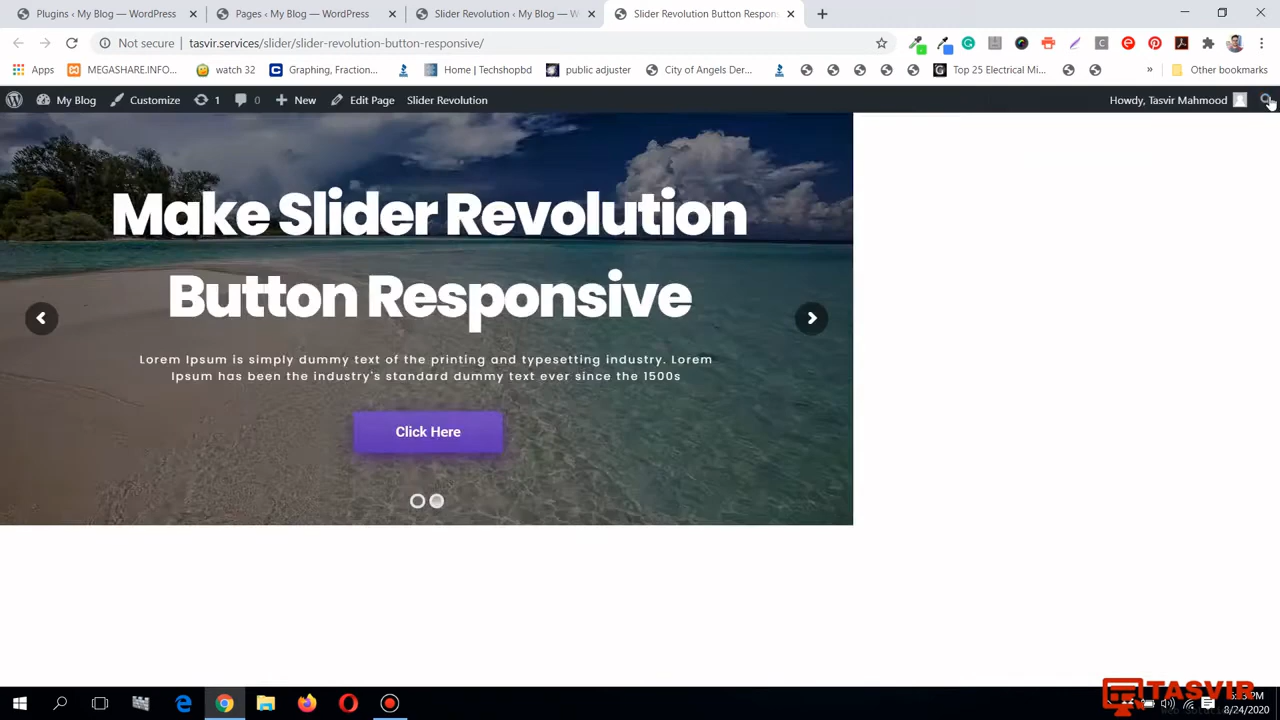 Plugins ‹ My Blog — WordPress
Pages ‹ My Blog — WordPress
Slider Revolution ‹ My Blog — W
Slider Revolution Button Respon
Not secure
tasvir.services/slider/slider-revolution-button-responsive/
Apps
MEGASHARE.INFO...
watch 32
Graphing, Fraction...
Home | Techshopbd
public adjuster
City of Angels Der...
Top 25 Electrical Mi...
»
Other bookmarks
My Blog
Customize
1
0
New
Edit Page
Slider Revolution
Howdy, Tasvir Mahmood
Make Slider Revolution
Button Responsive
Lorem Ipsum is simply dummy text of the printing and typesetting industry. Lorem
Ipsum has been the industry's standard dummy text ever since the 1500s
Click Here
TASVIR
8/24/2020